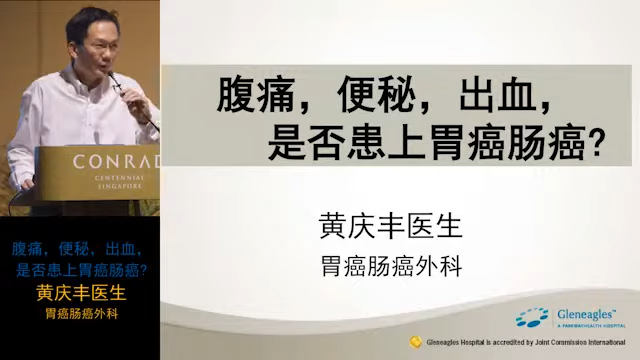 CONRAD
CENTENNIAL
SINGAPORE
腹痛，便秘，出血，
是否患上胃癌肠癌?
黄庆丰医生
胃癌肠癌外科
腹痛，便秘，出血，
是否患上胃癌肠癌?
黄庆丰医生
胃癌肠癌外科
Gleneagles™
A PARKWAYHEALTH HOSPITAL
Gleneagles Hospital is accredited by Joint Commission International